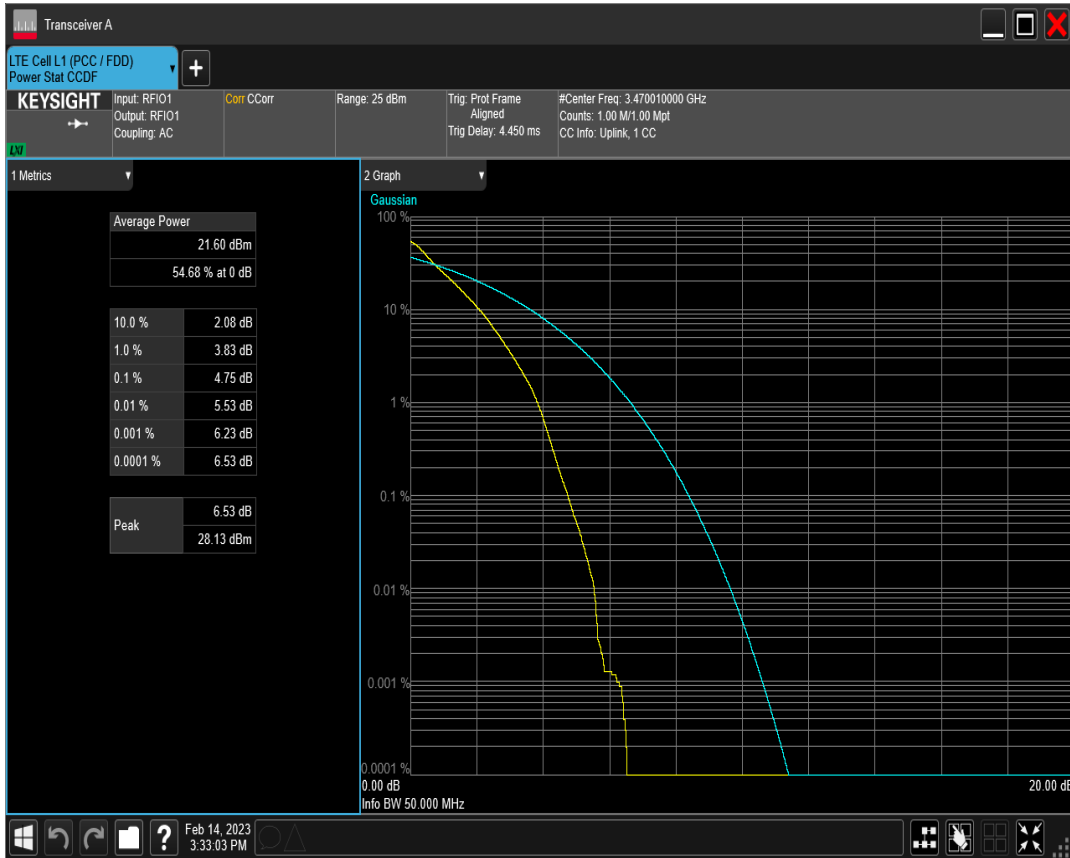 Transceiver A
LTE Cell L1 (PCC / FDD)
Power Stat CCDF
KEYSIGHT
LXI
Input: RFIO1
Output: RFIO1
Coupling: AC
Corr CCorr
Range: 25 dBm
Trig: Prot Frame
Aligned
Trig Delay: 4.450 ms
#Center Freq: 3.470010000 GHz
Counts: 1.00 M/1.00 Mpt
CC Info: Uplink, 1 CC
1 Metrics
Average Power
21.60 dBm
54.68 % at 0 dB
10.0 % 2.08 dB
1.0 % 3.83 dB
0.1 % 4.75 dB
0.01 % 5.53 dB
0.001 % 6.23 dB
0.0001 % 6.53 dB
Peak
6.53 dB
28.13 dBm
2 Graph
Gaussian
100 %
10 %
1 %
0.1 %
0.01 %
0.001 %
0.0001 %
0.00 dB 20.00 dB
Info BW 50.000 MHz
Feb 14, 2023
3:33:03 PM